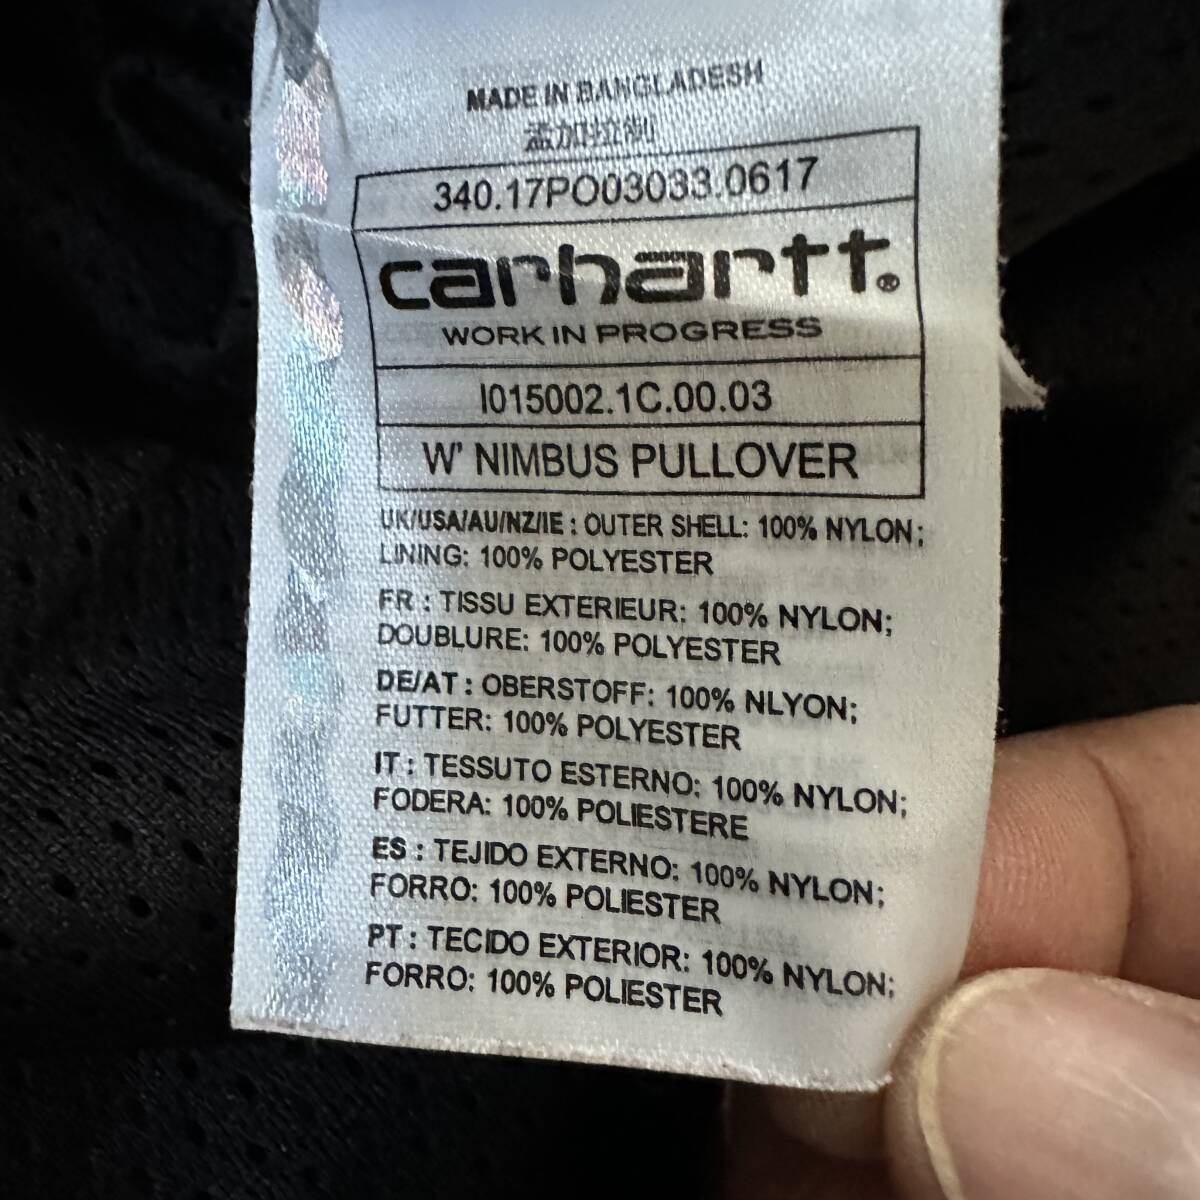 MADE IN BANGLADESH
孟加拉制
340.17PO03033.0617
carhartt®
WORK IN PROGRESS
I015002.1C.00.03
W' NIMBUS PULLOVER
UK/USA/AU/NZ/IE : OUTER SHELL: 100% NYLON;
LINING: 100% POLYESTER
FR : TISSU EXTERIEUR: 100% NYLON;
DOUBLURE: 100% POLYESTER
DE/AT : OBERSTOFF: 100% NLYON;
FUTTER: 100% POLYESTER
IT : TESSUTO ESTERNO: 100% NYLON;
FODERA: 100% POLIESTERE
ES : TEJIDO EXTERNO: 100% NYLON;
FORRO: 100% POLIESTER
PT : TECIDO EXTERIOR: 100% NYLON;
FORRO: 100% POLIESTER